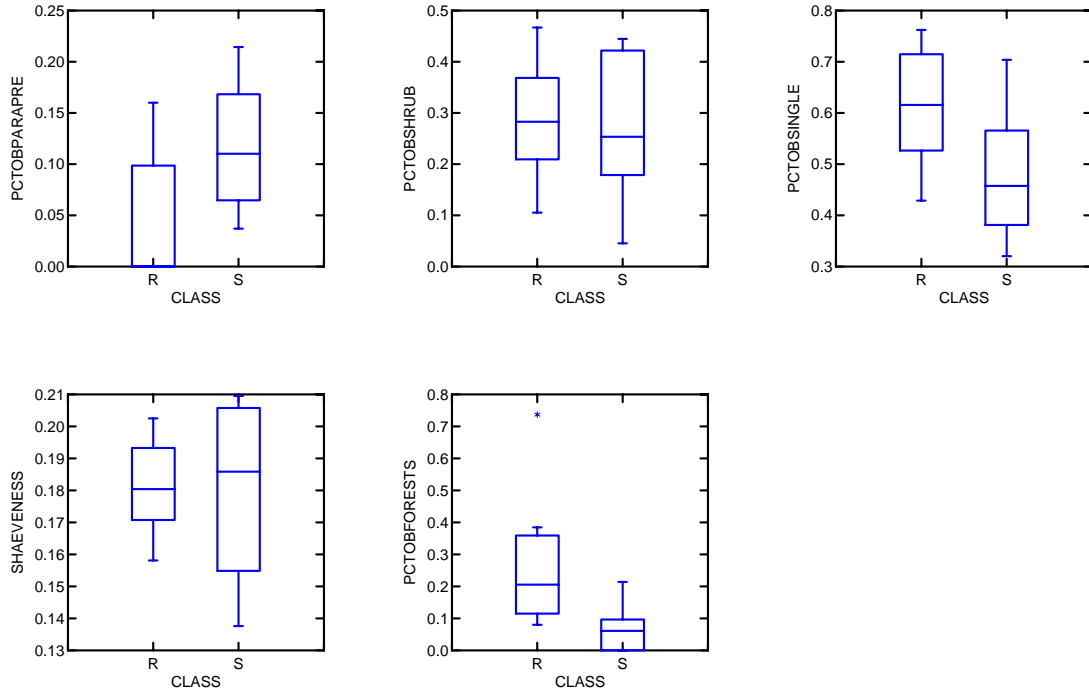 PCTOBPARAPRE
0.25
0.20
0.15
0.10
0.05
0.00
R S
CLASS
PCTOBSHRUB
0.5
0.4
0.3
0.2
0.1
0.0
R S
CLASS
PCTOBSINGLE
0.8
0.7
0.6
0.5
0.4
0.3
R S
CLASS
SHAEVENESS
0.21
0.20
0.19
0.18
0.17
0.16
0.15
0.14
0.13
R S
CLASS
PCTOBFORESTS
0.8
0.7
0.6
0.5
0.4
0.3
0.2
0.1
0.0
R S
CLASS